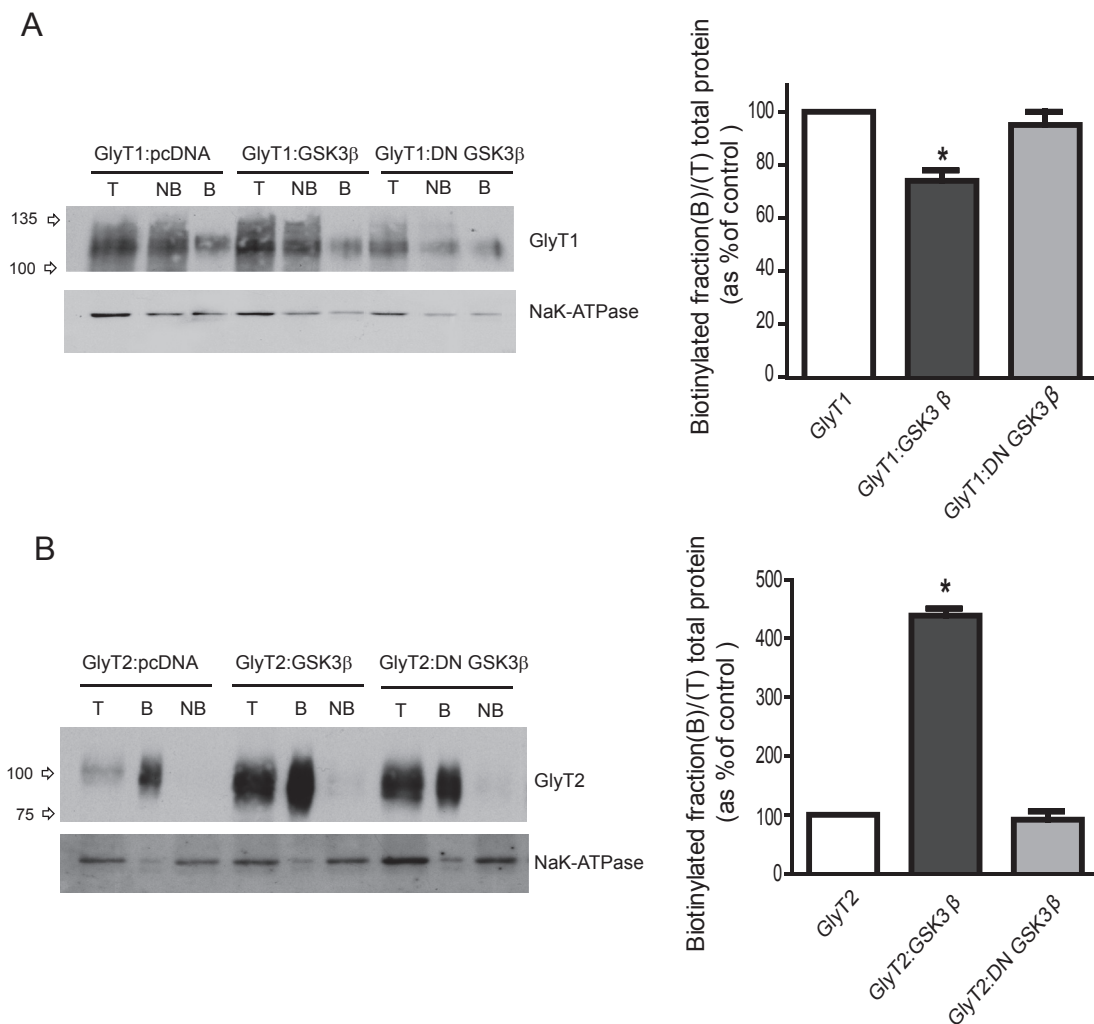 A
GlyT1:pcDNA GlyT1:GSK3β GlyT1:DN GSK3β
T NB B T NB B T NB B
135
100
GlyT1
NaK-ATPase
Biotinylated fraction(B)/(T) total protein
(as %of control )
100
80
60
40
20
0
*
GlyT1
GlyT1:GSK3 β
GlyT1:DN GSK3β
B
GlyT2:pcDNA GlyT2:GSK3β GlyT2:DN GSK3β
T B NB T B NB T B NB
100
75
GlyT2
NaK-ATPase
Biotinylated fraction(B)/(T) total protein
(as %of control )
500
400
300
200
100
0
*
GlyT2
GlyT2:GSK3 β
GlyT2:DN GSK3β